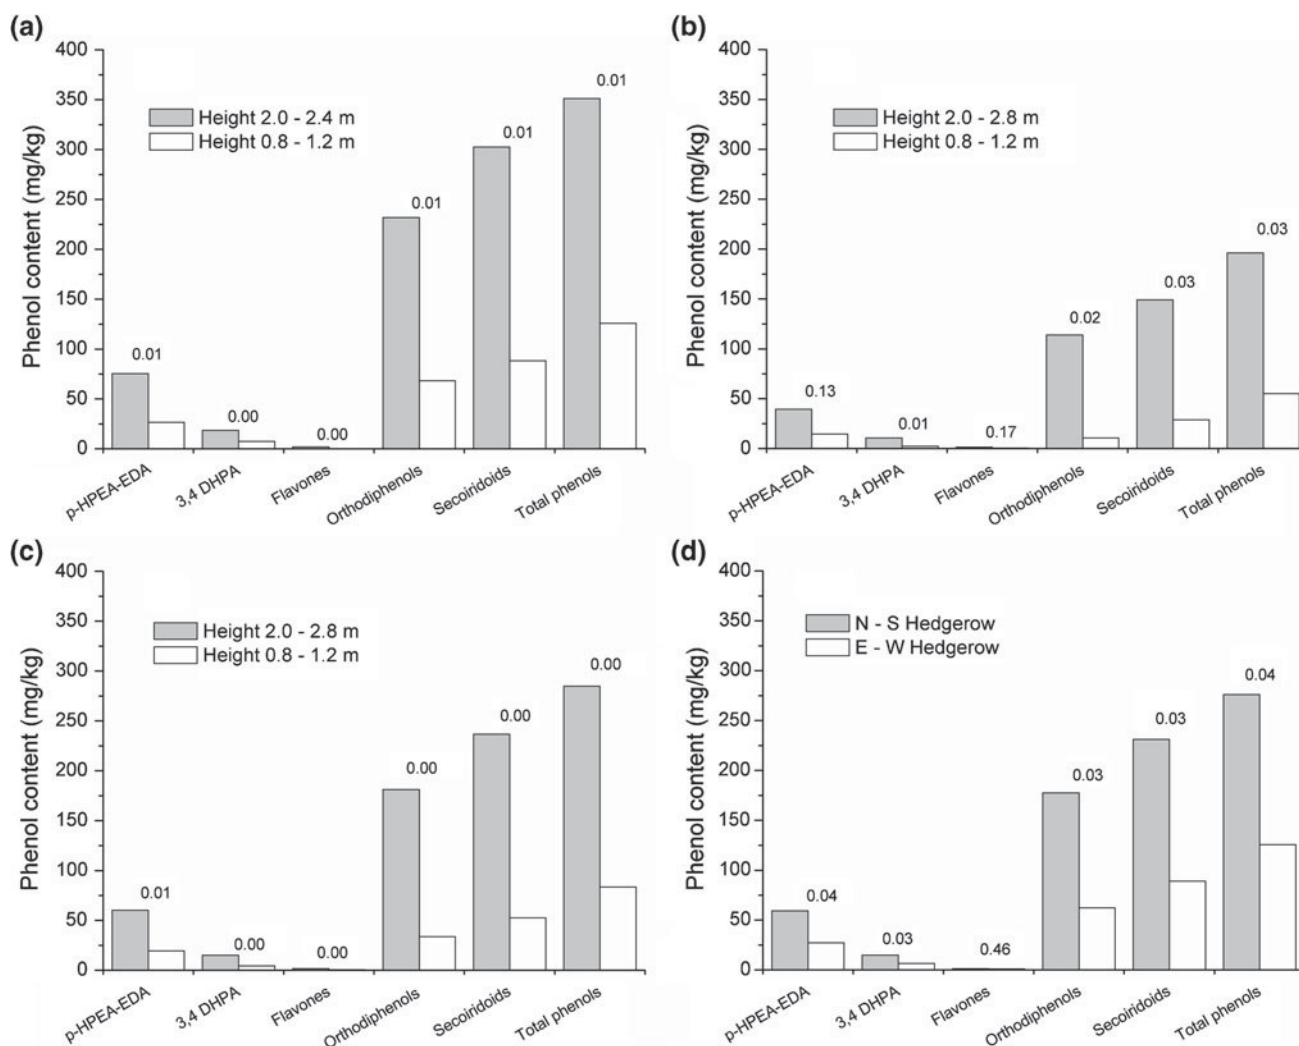 (a)
Phenol content (mg/kg)
400
350
300
250
200
150
100
50
0
Height 2.0 - 2.4 m
Height 0.8 - 1.2 m
0.01
0.00
0.00
0.01
0.01
0.01
p-HPEA-EDA
3,4 DHPA
Flavones
Orthodiphenols
Secoiridoids
Total phenols
(b)
Phenol content (mg/kg)
400
350
300
250
200
150
100
50
0
Height 2.0 - 2.8 m
Height 0.8 - 1.2 m
0.13
0.01
0.17
0.02
0.03
0.03
p-HPEA-EDA
3,4 DHPA
Flavones
Orthodiphenols
Secoiridoids
Total phenols
(c)
Phenol content (mg/kg)
400
350
300
250
200
150
100
50
0
Height 2.0 - 2.8 m
Height 0.8 - 1.2 m
0.01
0.00
0.00
0.00
0.00
0.00
p-HPEA-EDA
3,4 DHPA
Flavones
Orthodiphenols
Secoiridoids
Total phenols
(d)
Phenol content (mg/kg)
400
350
300
250
200
150
100
50
0
N - S Hedgerow
E - W Hedgerow
0.04
0.03
0.46
0.03
0.03
0.04
p-HPEA-EDA
3,4 DHPA
Flavones
Orthodiphenols
Secoiridoids
Total phenols